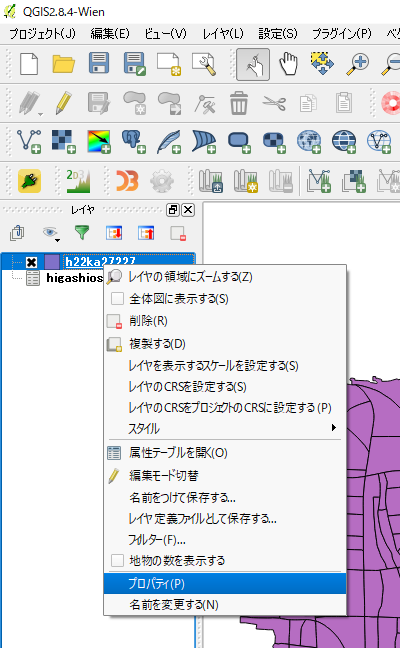 QGIS2.8.4-Wien
プロジェクト(J) 編集(E) ビュー(V) レイヤ(L) 設定(S) プラグイン(P) ベク
レイヤ
h22ka27227
higashios
レイヤの領域にズームする(Z)
全体図に表示する(S)
削除(R)
複製する(D)
レイヤを表示するスケールを設定する(S)
レイヤのCRSを設定する(S)
レイヤのCRSをプロジェクトのCRSに設定する(P)
スタイル
属性テーブルを開く(O)
編集モード切替
名前をつけて保存する...
レイヤ定義ファイルとして保存する...
フィルター(F)...
地物の数を表示する
プロパティ(P)
名前を変更する(N)